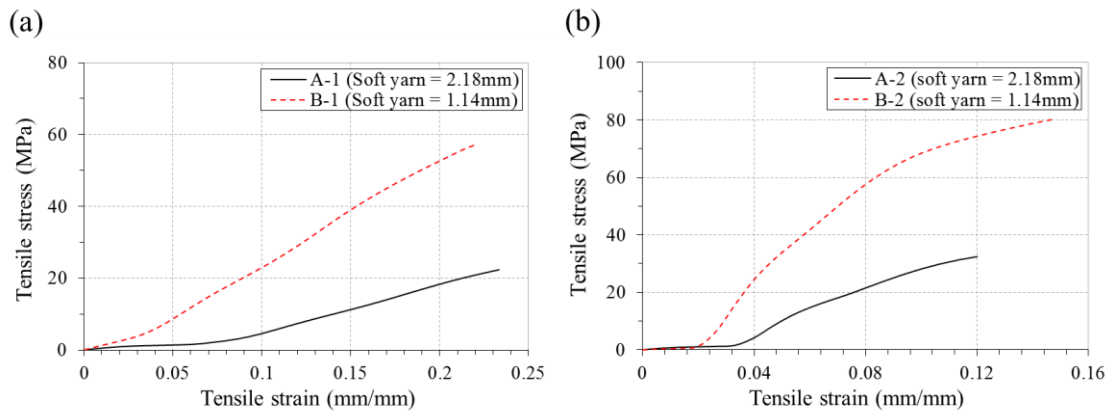 (a)
80
60
40
20
0
Tensile stress (MPa)
A-1 (Soft yarn = 2.18mm)
B-1 (Soft yarn = 1.14mm)
0 0.05 0.1 0.15 0.2 0.25
Tensile strain (mm/mm)
(b)
100
80
60
40
20
0
Tensile stress (MPa)
A-2 (soft yarn = 2.18mm)
B-2 (soft yarn = 1.14mm)
0 0.04 0.08 0.12 0.16
Tensile strain (mm/mm)